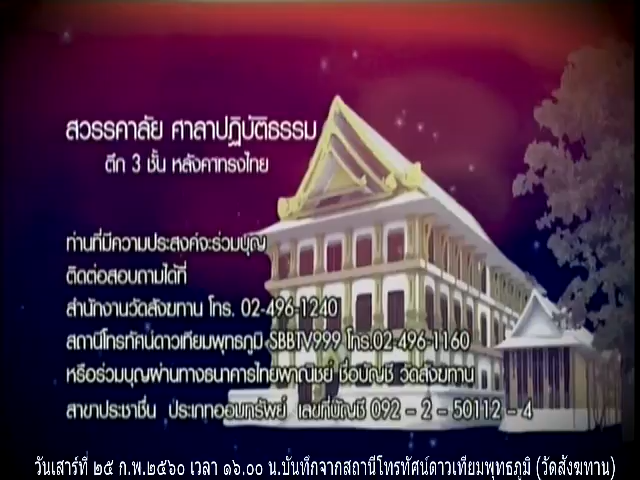 สวรรคาลัย ศาลาปฏิบัติธรรม
ตึก 3 ชั้น หลังคาทรงไทย
ท่านที่มีความประสงค์จะร่วมบุญ
ติดต่อสอบถามได้ที่
สำนักงานวัดสังฆทาน โทร. 02-496-1240
สถานีโทรทัศน์ดาวเทียมพุทธภูมิ SBBTV999 โทร.02-496-1160
หรือร่วมบุญผ่านทางธนาคารไทยพาณิชย์ ชื่อบัญชี วัดสังฆทาน
สาขาประชาชื่น ประเภทออมทรัพย์ เลขที่บัญชี 092 - 2 - 50112 - 4
วันเสาร์ที่ ๒๕ ก.พ.๒๕๖๐ เวลา ๑๖.๐๐ น.บันทึกจากสถานีโทรทัศน์ดาวเทียมพุทธภูมิ (วัดสังฆทาน)